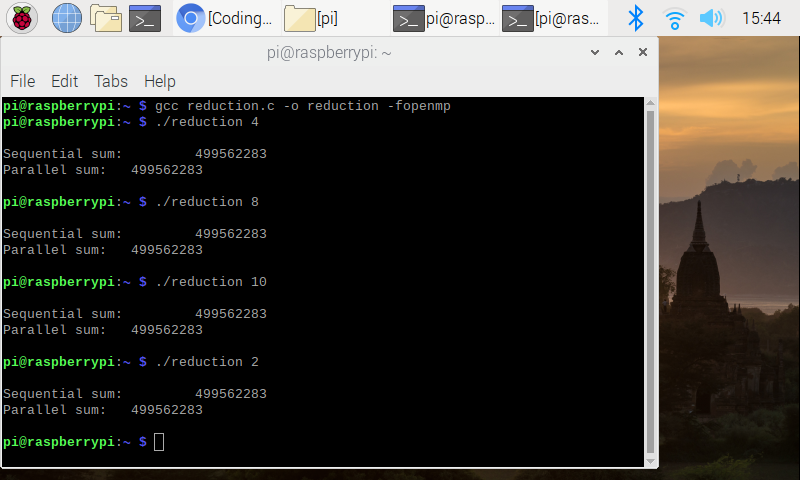 [Coding... [pi] pi@rasp... [pi@ras... 15:44
pi@raspberrypi: ~
File Edit Tabs Help
pi@raspberrypi:~ $ gcc reduction.c -o reduction -fopenmp
pi@raspberrypi:~ $ ./reduction 4
Sequential sum: 499562283
Parallel sum: 499562283
pi@raspberrypi:~ $ ./reduction 8
Sequential sum: 499562283
Parallel sum: 499562283
pi@raspberrypi:~ $ ./reduction 10
Sequential sum: 499562283
Parallel sum: 499562283
pi@raspberrypi:~ $ ./reduction 2
Sequential sum: 499562283
Parallel sum: 499562283
pi@raspberrypi:~ $